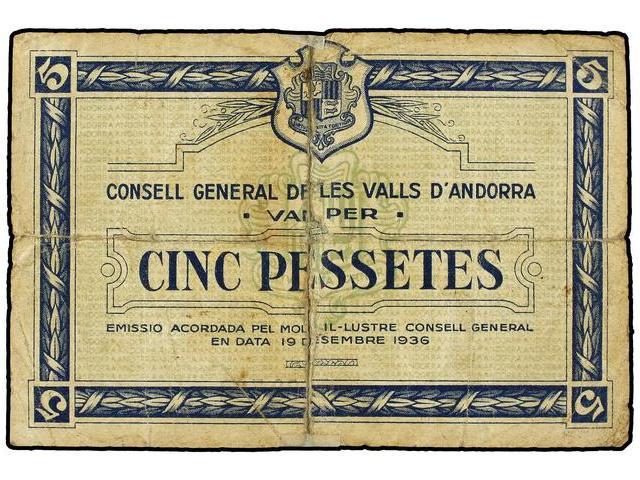 5 5
CONSELL GENERAL DE LES VALLS D'ANDORRA
▪ VAL PER ▪
CINC PESSETES
EMISSIO ACORDADA PEL MOLT IL-LUSTRE CONSELL GENERAL
EN DATA 19 DESEMBRE 1936
5 5